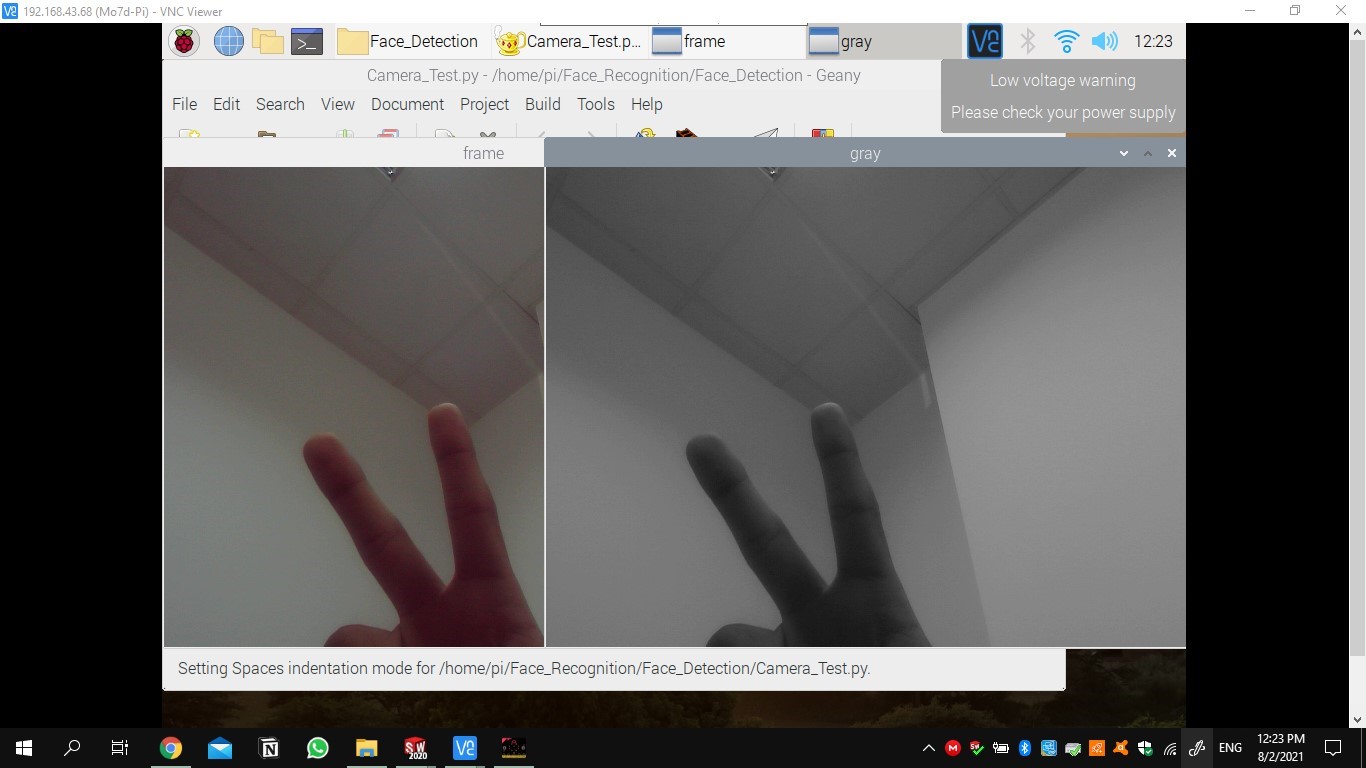 192.168.43.68 (Mo7d-Pi) - VNC Viewer
Face_Detection
Camera_Test.p...
frame
gray
12:23
Camera_Test.py - /home/pi/Face_Recognition/Face_Detection - Geany
Low voltage warning
Please check your power supply
File Edit Search View Document Project Build Tools Help
frame
gray
Setting Spaces indentation mode for /home/pi/Face_Recognition/Face_Detection/Camera_Test.py.
SW
2020
ENG
12:23 PM
8/2/2021